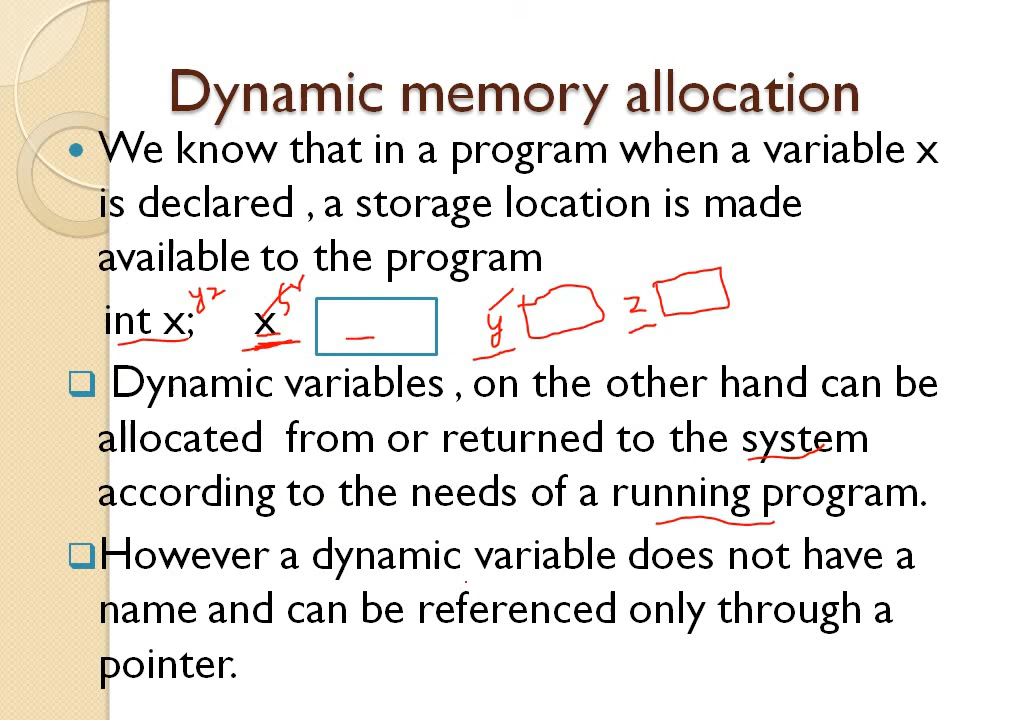 Dynamic memory allocation
• We know that in a program when a variable x
is declared , a storage location is made
available to the program
int x; y z x 5 y z
❑ Dynamic variables , on the other hand can be
allocated from or returned to the system
according to the needs of a running program.
❑However a dynamic variable does not have a
name and can be referenced only through a
pointer.